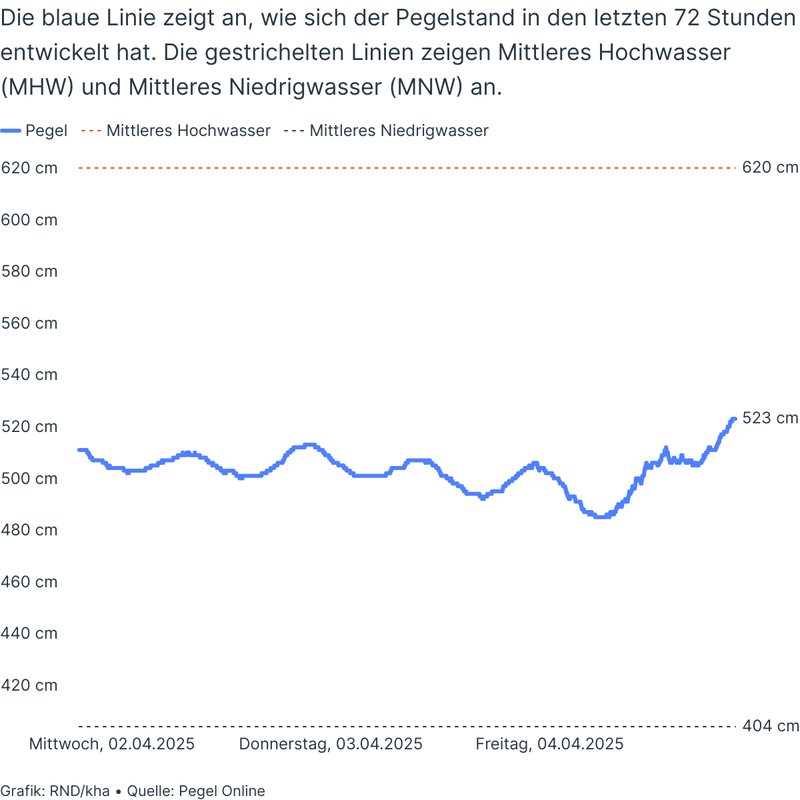 Die blaue Linie zeigt an, wie sich der Pegelstand in den letzten 72 Stunden
entwickelt hat. Die gestrichelten Linien zeigen Mittleres Hochwasser
(MHW) und Mittleres Niedrigwasser (MNW) an.
Pegel Mittleres Hochwasser Mittleres Niedrigwasser
620 cm 620 cm
600 cm
580 cm
560 cm
540 cm
520 cm 523 cm
500 cm
480 cm
460 cm
440 cm
420 cm
404 cm
Mittwoch, 02.04.2025 Donnerstag, 03.04.2025 Freitag, 04.04.2025
Grafik: RND/kha • Quelle: Pegel Online